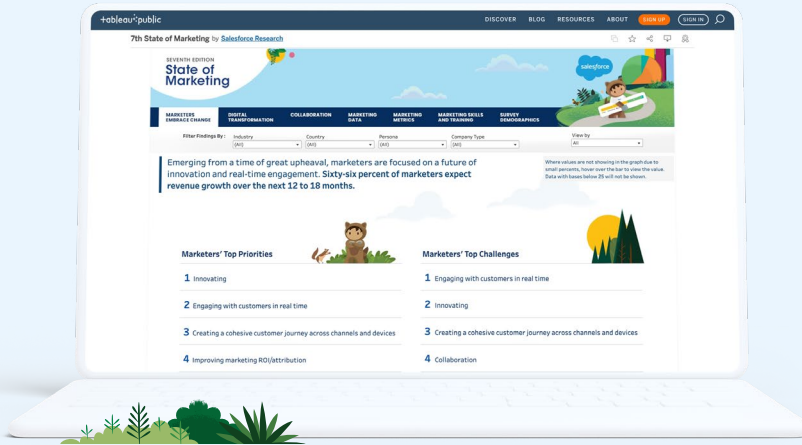 +ableau public
DISCOVER BLOG RESOURCES ABOUT SIGN UP SIGN IN
7th State of Marketing by Salesforce Research
SEVENTH EDITION
State of
Marketing
salesforce
MARKETERS
EMBRACE CHANGE
DIGITAL
TRANSFORMATION
COLLABORATION
MARKETING
DATA
MARKETING
METRICS
MARKETING SKILLS
AND TRAINING
SURVEY
DEMOGRAPHICS
Filter Findings By :
Industry
(All)
Country
(All)
Persona
(All)
Company Type
(All)
View by
All
Emerging from a time of great upheaval, marketers are focused on a future of
innovation and real-time engagement. Sixty-six percent of marketers expect
revenue growth over the next 12 to 18 months.
Where values are not showing in the graph due to
small percents, hover over the bar to view the value.
Data with bases below 25 will not be shown.
Marketers' Top Priorities
1 Innovating
2 Engaging with customers in real time
3 Creating a cohesive customer journey across channels and devices
4 Improving marketing ROI/attribution
Marketers' Top Challenges
1 Engaging with customers in real time
2 Innovating
3 Creating a cohesive customer journey across channels and devices
4 Collaboration